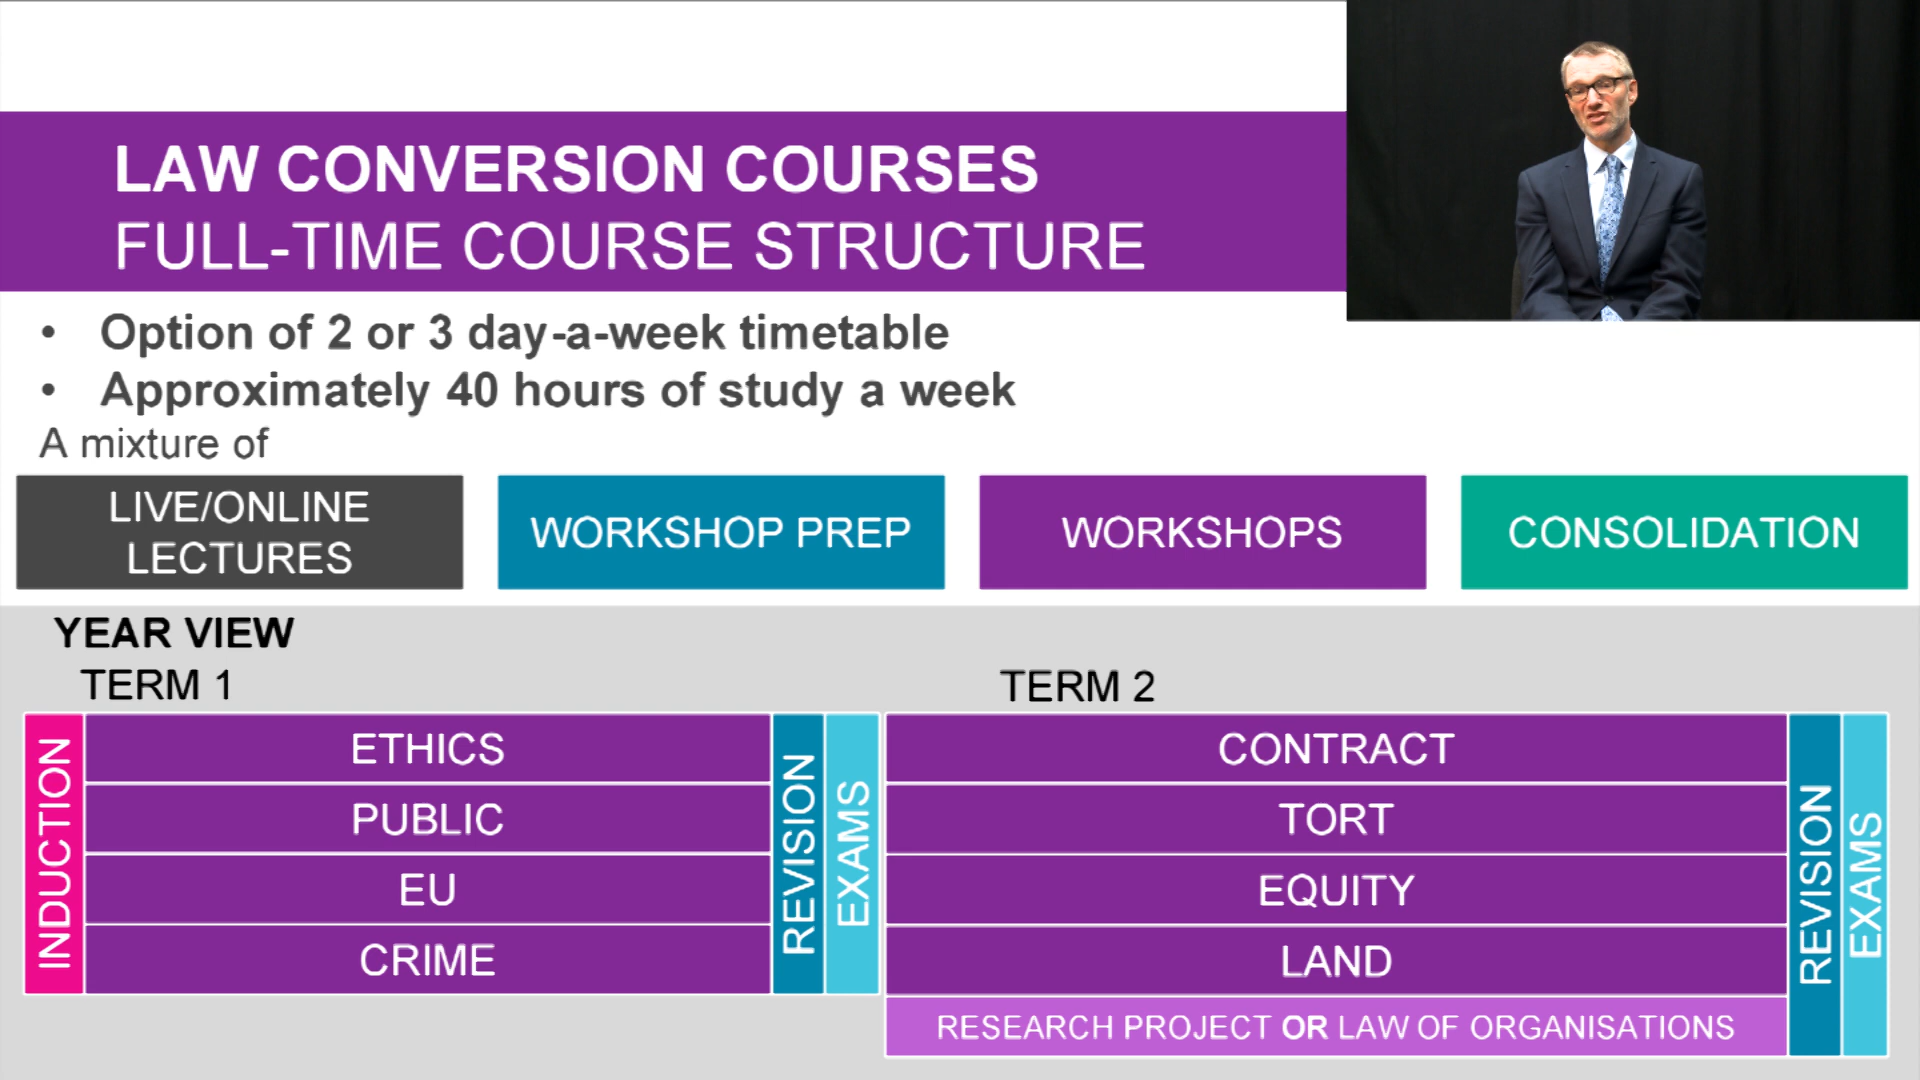 LAW CONVERSION COURSES
FULL-TIME COURSE STRUCTURE
• Option of 2 or 3 day-a-week timetable
• Approximately 40 hours of study a week
A mixture of
LIVE/ONLINE
LECTURES
WORKSHOP PREP
WORKSHOPS
CONSOLIDATION
YEAR VIEW
TERM 1
INDUCTION
ETHICS
PUBLIC
EU
CRIME
REVISION
EXAMS
TERM 2
CONTRACT
TORT
EQUITY
LAND
RESEARCH PROJECT OR LAW OF ORGANISATIONS
REVISION
EXAMS